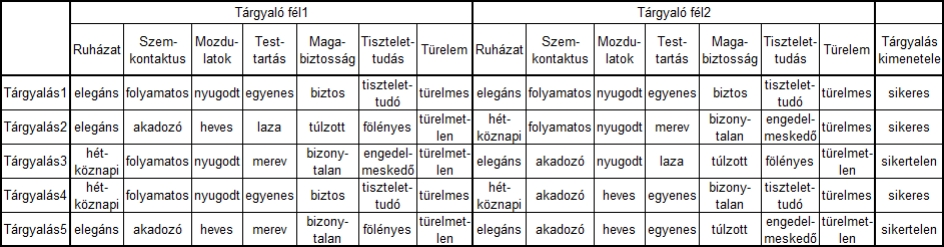 Tárgyaló fél1 Tárgyaló fél2
Ruházat Szem-kontaktus Mozdu-latok Test-tartás Maga-biztosság Tisztelet-tudás Türelem Ruházat Szem-kontaktus Mozdu-latok Test-tartás Maga-biztosság Tisztelet-tudás Türelem Tárgyalás kimenetele
Tárgyalás1 elegáns folyamatos nyugodt egyenes biztos tisztelet-tudó türelmes elegáns folyamatos nyugodt egyenes biztos tisztelet-tudó türelmes sikeres
Tárgyalás2 elegáns akadozó heves laza túlzott fölényes türelmet-len hét-köznapi folyamatos nyugodt merev bizony-talan engedel-meskedő türelmes sikeres
Tárgyalás3 hét-köznapi folyamatos nyugodt merev bizony-talan engedel-meskedő türelmet-len elegáns akadozó nyugodt laza túlzott fölényes türelmet-len sikertelen
Tárgyalás4 hét-köznapi folyamatos nyugodt egyenes biztos tisztelet-tudó türelmes hét-köznapi akadozó heves egyenes bizony-talan tisztelet-tudó türelmes sikeres
Tárgyalás5 elegáns akadozó heves merev bizony-talan fölényes türelmet-len elegáns akadozó heves merev túlzott engedel-meskedő türelmet-len sikertelen